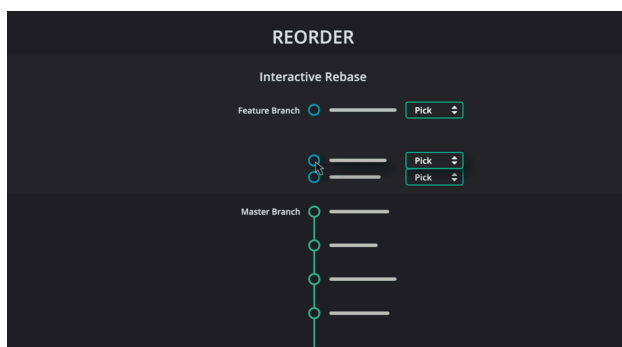 REORDER
Interactive Rebase
Feature Branch Pick
Pick
Pick
Master Branch